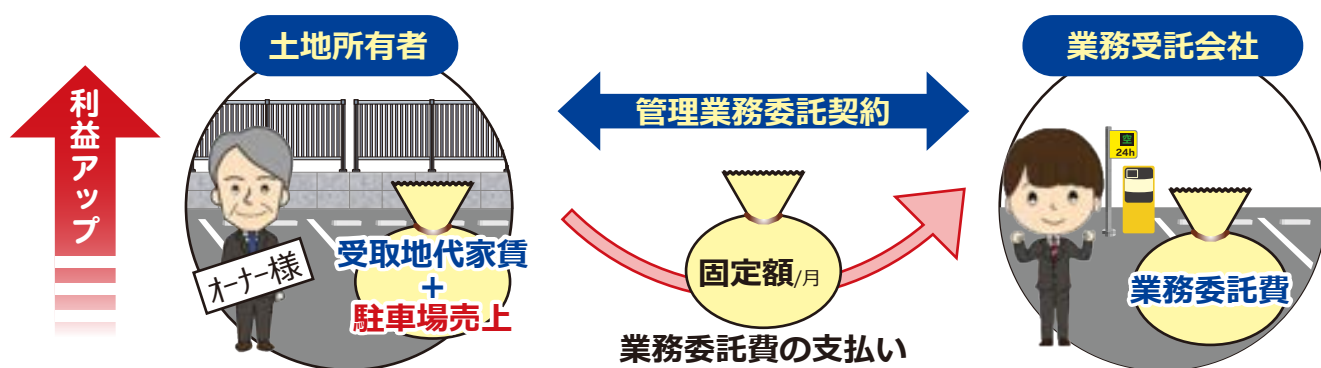 土地所有者
業務受託会社
利益アップ
管理業務委託契約
空
24h
オーナー様
受取地代家賃
+
駐車場売上
固定額/月
業務委託費
業務委託費の支払い